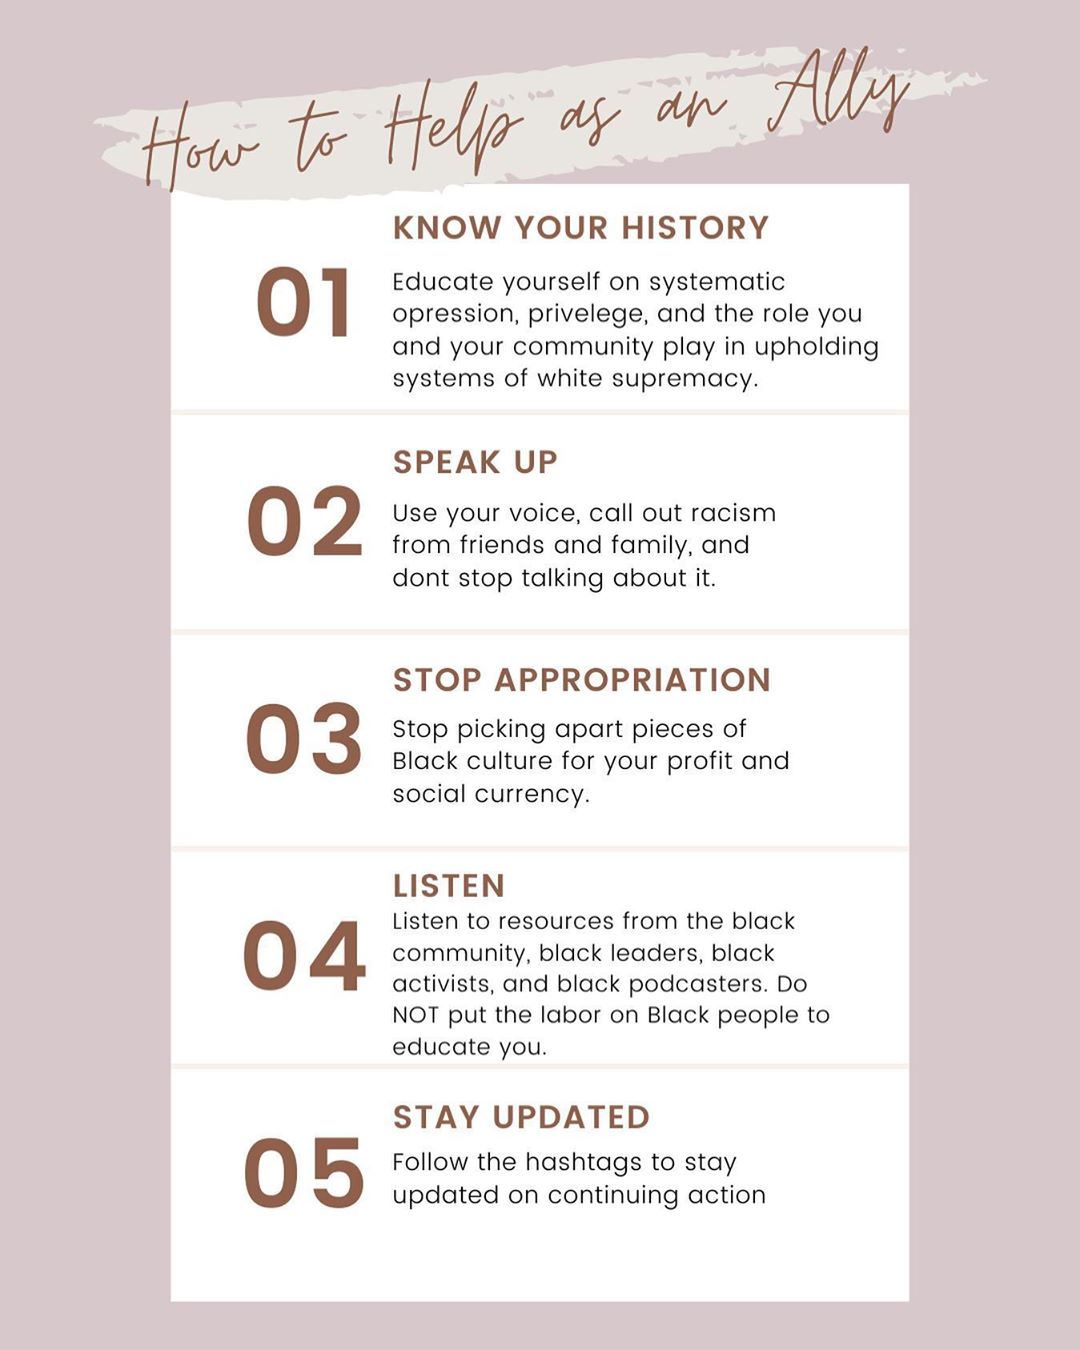 How to Help as an Ally
KNOW YOUR HISTORY
01
Educate yourself on systematic
opression, privelege, and the role you
and your community play in upholding
systems of white supremacy.
SPEAK UP
02
Use your voice, call out racism
from friends and family, and
dont stop talking about it.
STOP APPROPRIATION
03
Stop picking apart pieces of
Black culture for your profit and
social currency.
LISTEN
04
Listen to resources from the black
community, black leaders, black
activists, and black podcasters. Do
NOT put the labor on Black people to
educate you.
STAY UPDATED
05
Follow the hashtags to stay
updated on continuing action